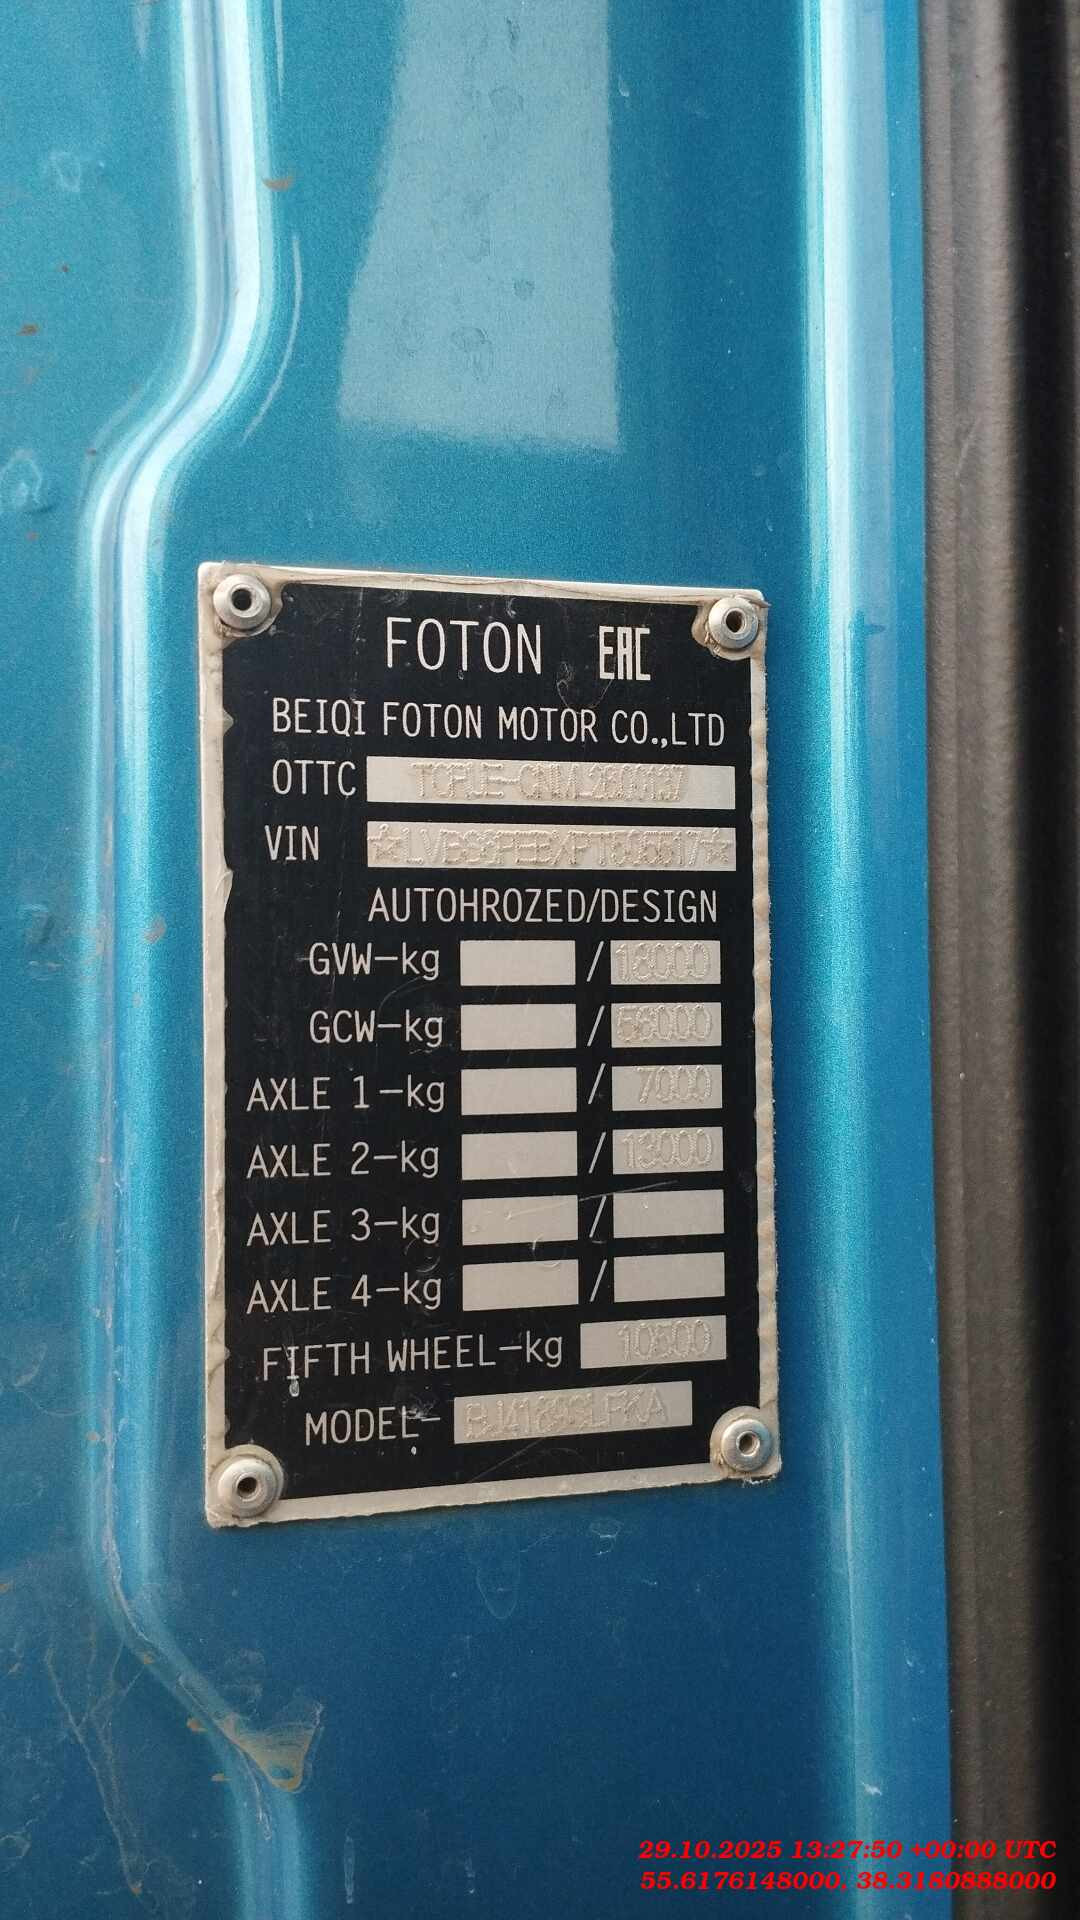 FOTON EAC
BEIQI FOTON MOTOR CO.,LTD
OTTC
VIN
AUTOHROZED/DESIGN
GVW-kg / 18000
GCW-kg / 58000
AXLE 1-kg / 7000
AXLE 2-kg / 13000
AXLE 3-kg /
AXLE 4-kg /
FIFTH WHEEL-kg 10500
MODEL-
29.10.2025 13:27:50 +00:00 UTC
55.6176148000, 38.3180888000